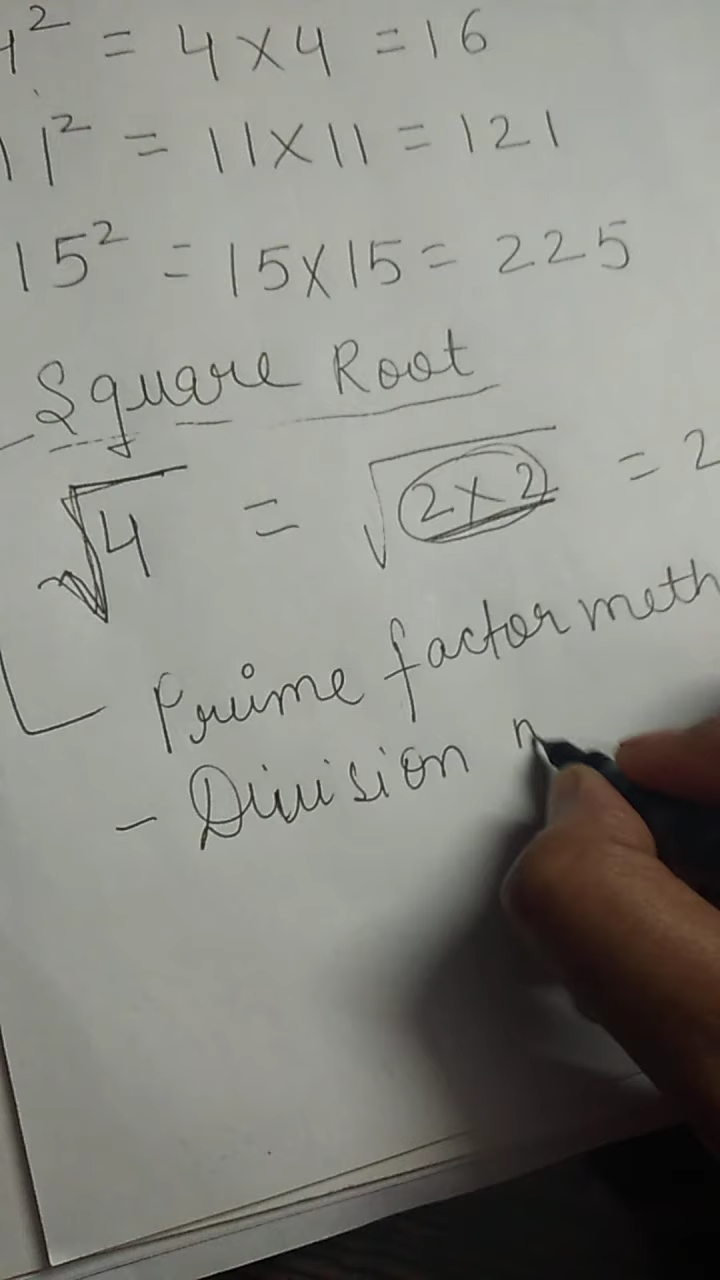 4² = 4 × 4 = 16
11² = 11 × 11 = 121
15² = 15 × 15 = 225
Square Root
√4 = √2 × 2 = 2
Prime factor meth
- Division